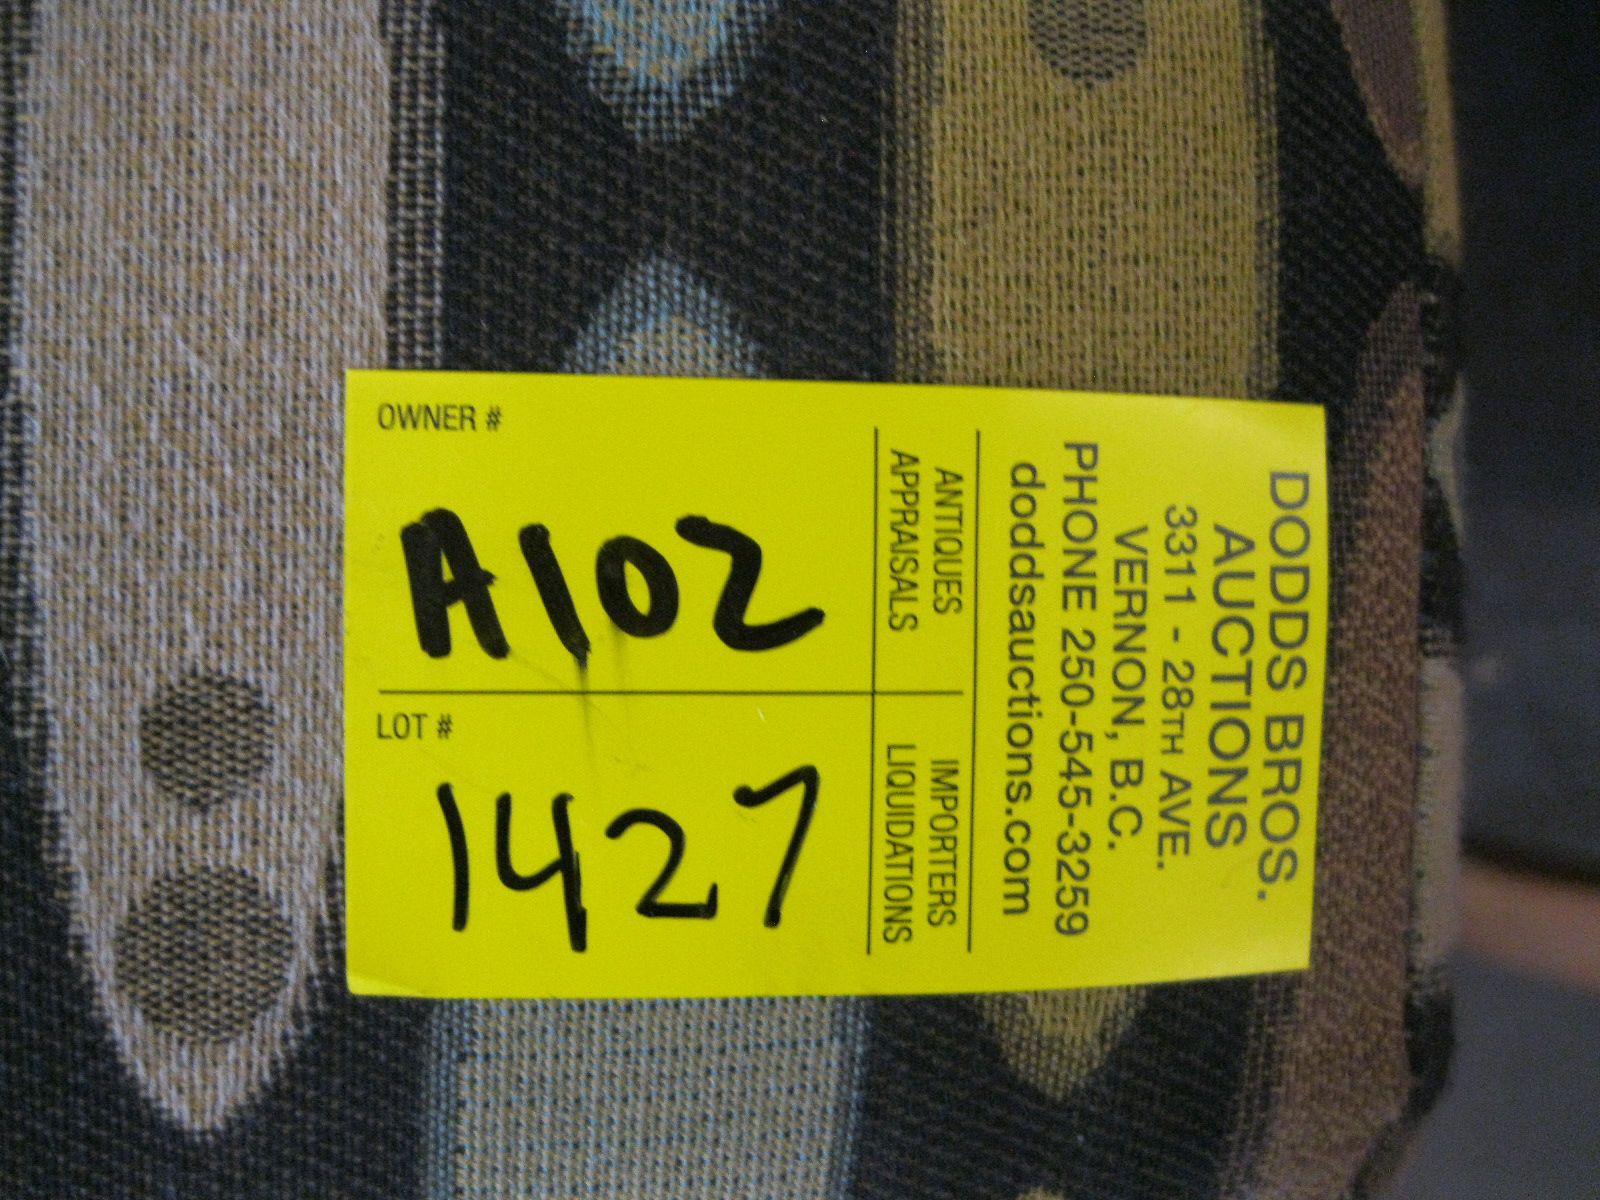 DODDS BROS.
AUCTIONS
3311 - 28TH AVE.
VERNON, B.C.
PHONE 250-545-3259
doddsauctions.com
ANTIQUES
APPRAISALS
IMPORTERS
LIQUIDATIONS
OWNER #
A102
LOT #
1427